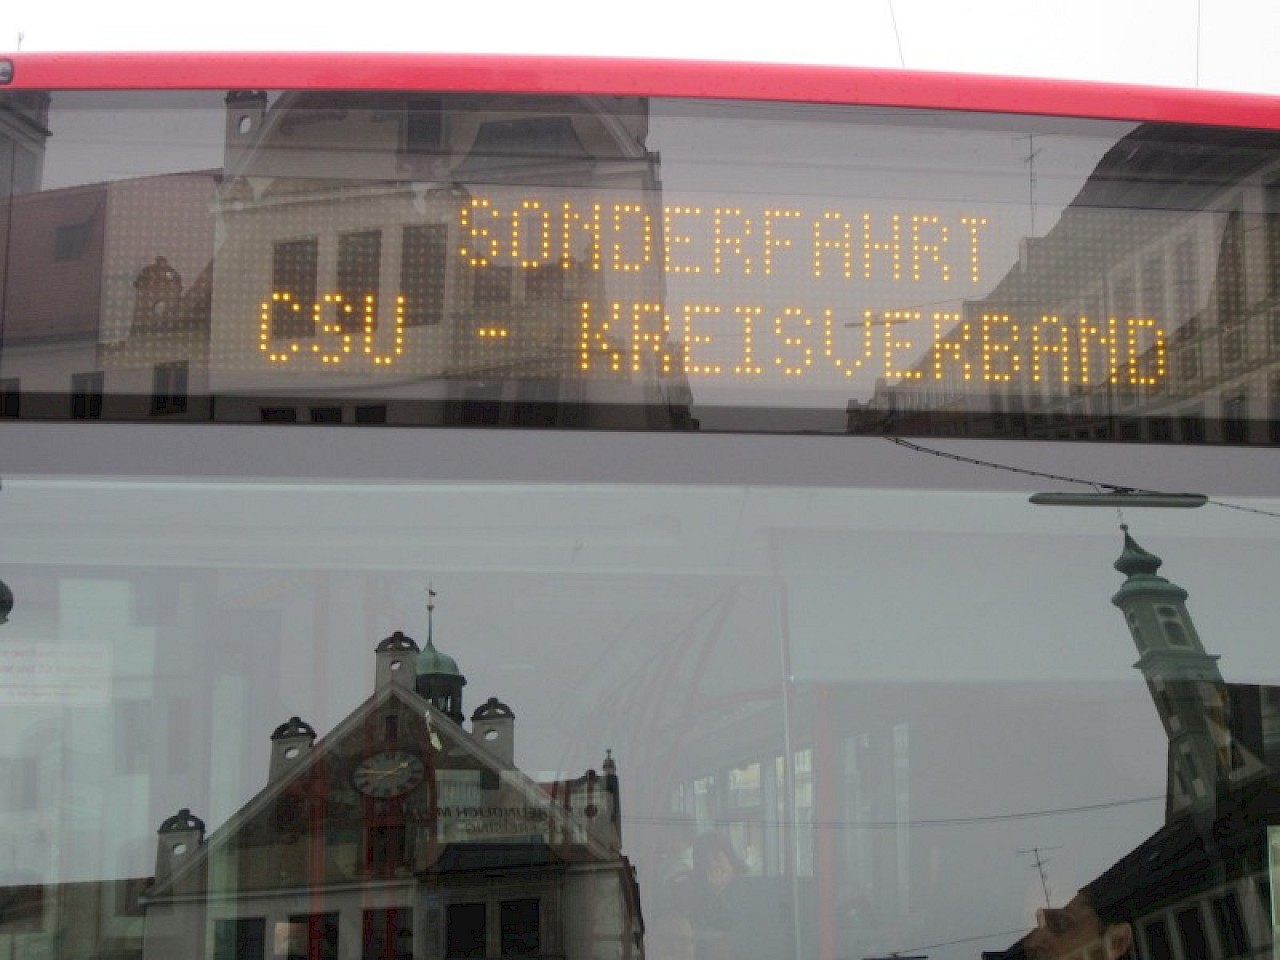 SONDERFAHRT
CSU - KREISVERBAND